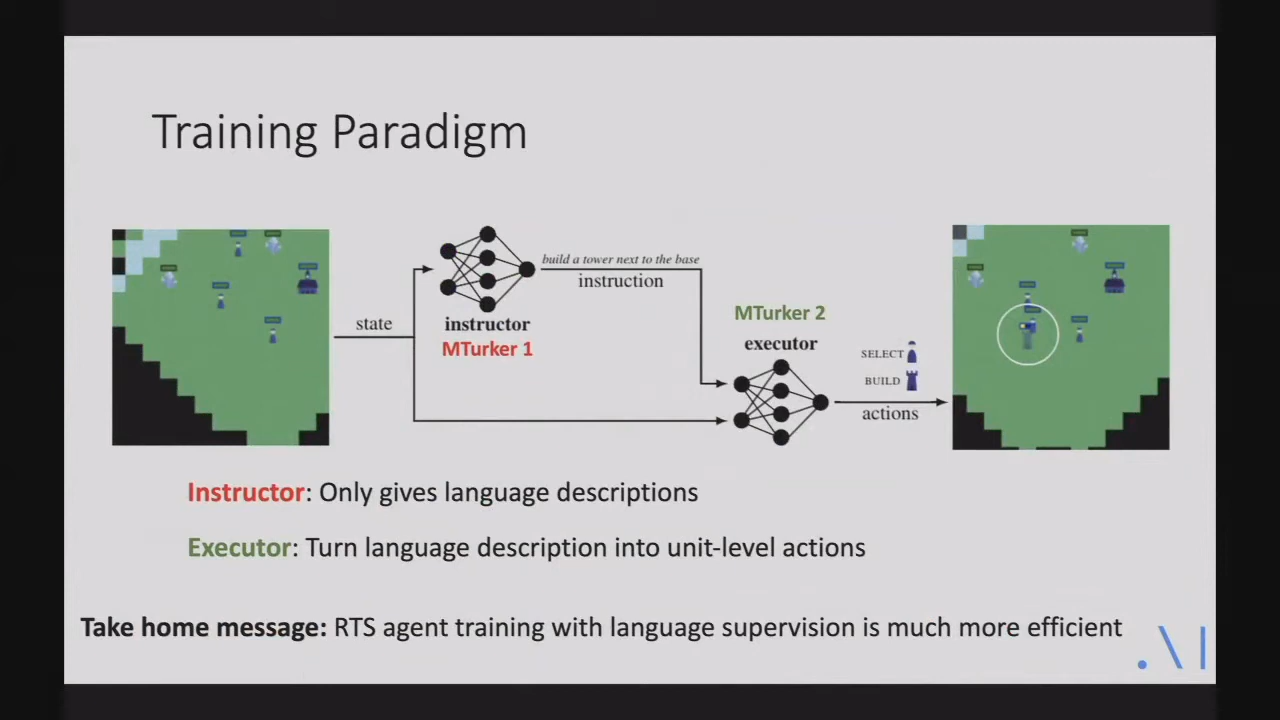 Training Paradigm
state
instructor
MTurker 1
build a tower next to the base
instruction
MTurker 2
executor
SELECT
BUILD
actions
Instructor: Only gives language descriptions
Executor: Turn language description into unit-level actions
Take home message: RTS agent training with language supervision is much more efficient